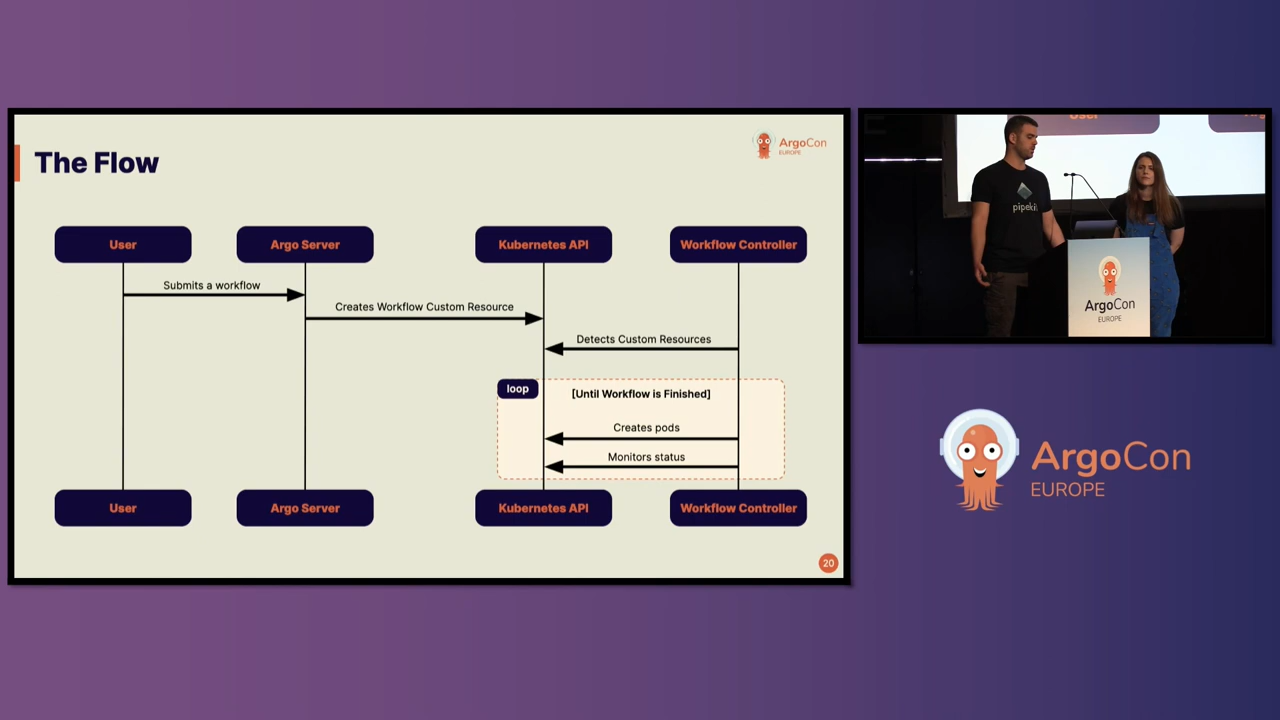 The Flow
ArgoCon
EUROPE
User
Argo Server
Kubernetes API
Workflow Controller
Submits a workflow
Creates Workflow Custom Resource
Detects Custom Resources
loop
[Until Workflow is Finished]
Creates pods
Monitors status
User
Argo Server
Kubernetes API
Workflow Controller
20
User
pipekit
ArgoCon
EUROPE
ArgoCon
EUROPE